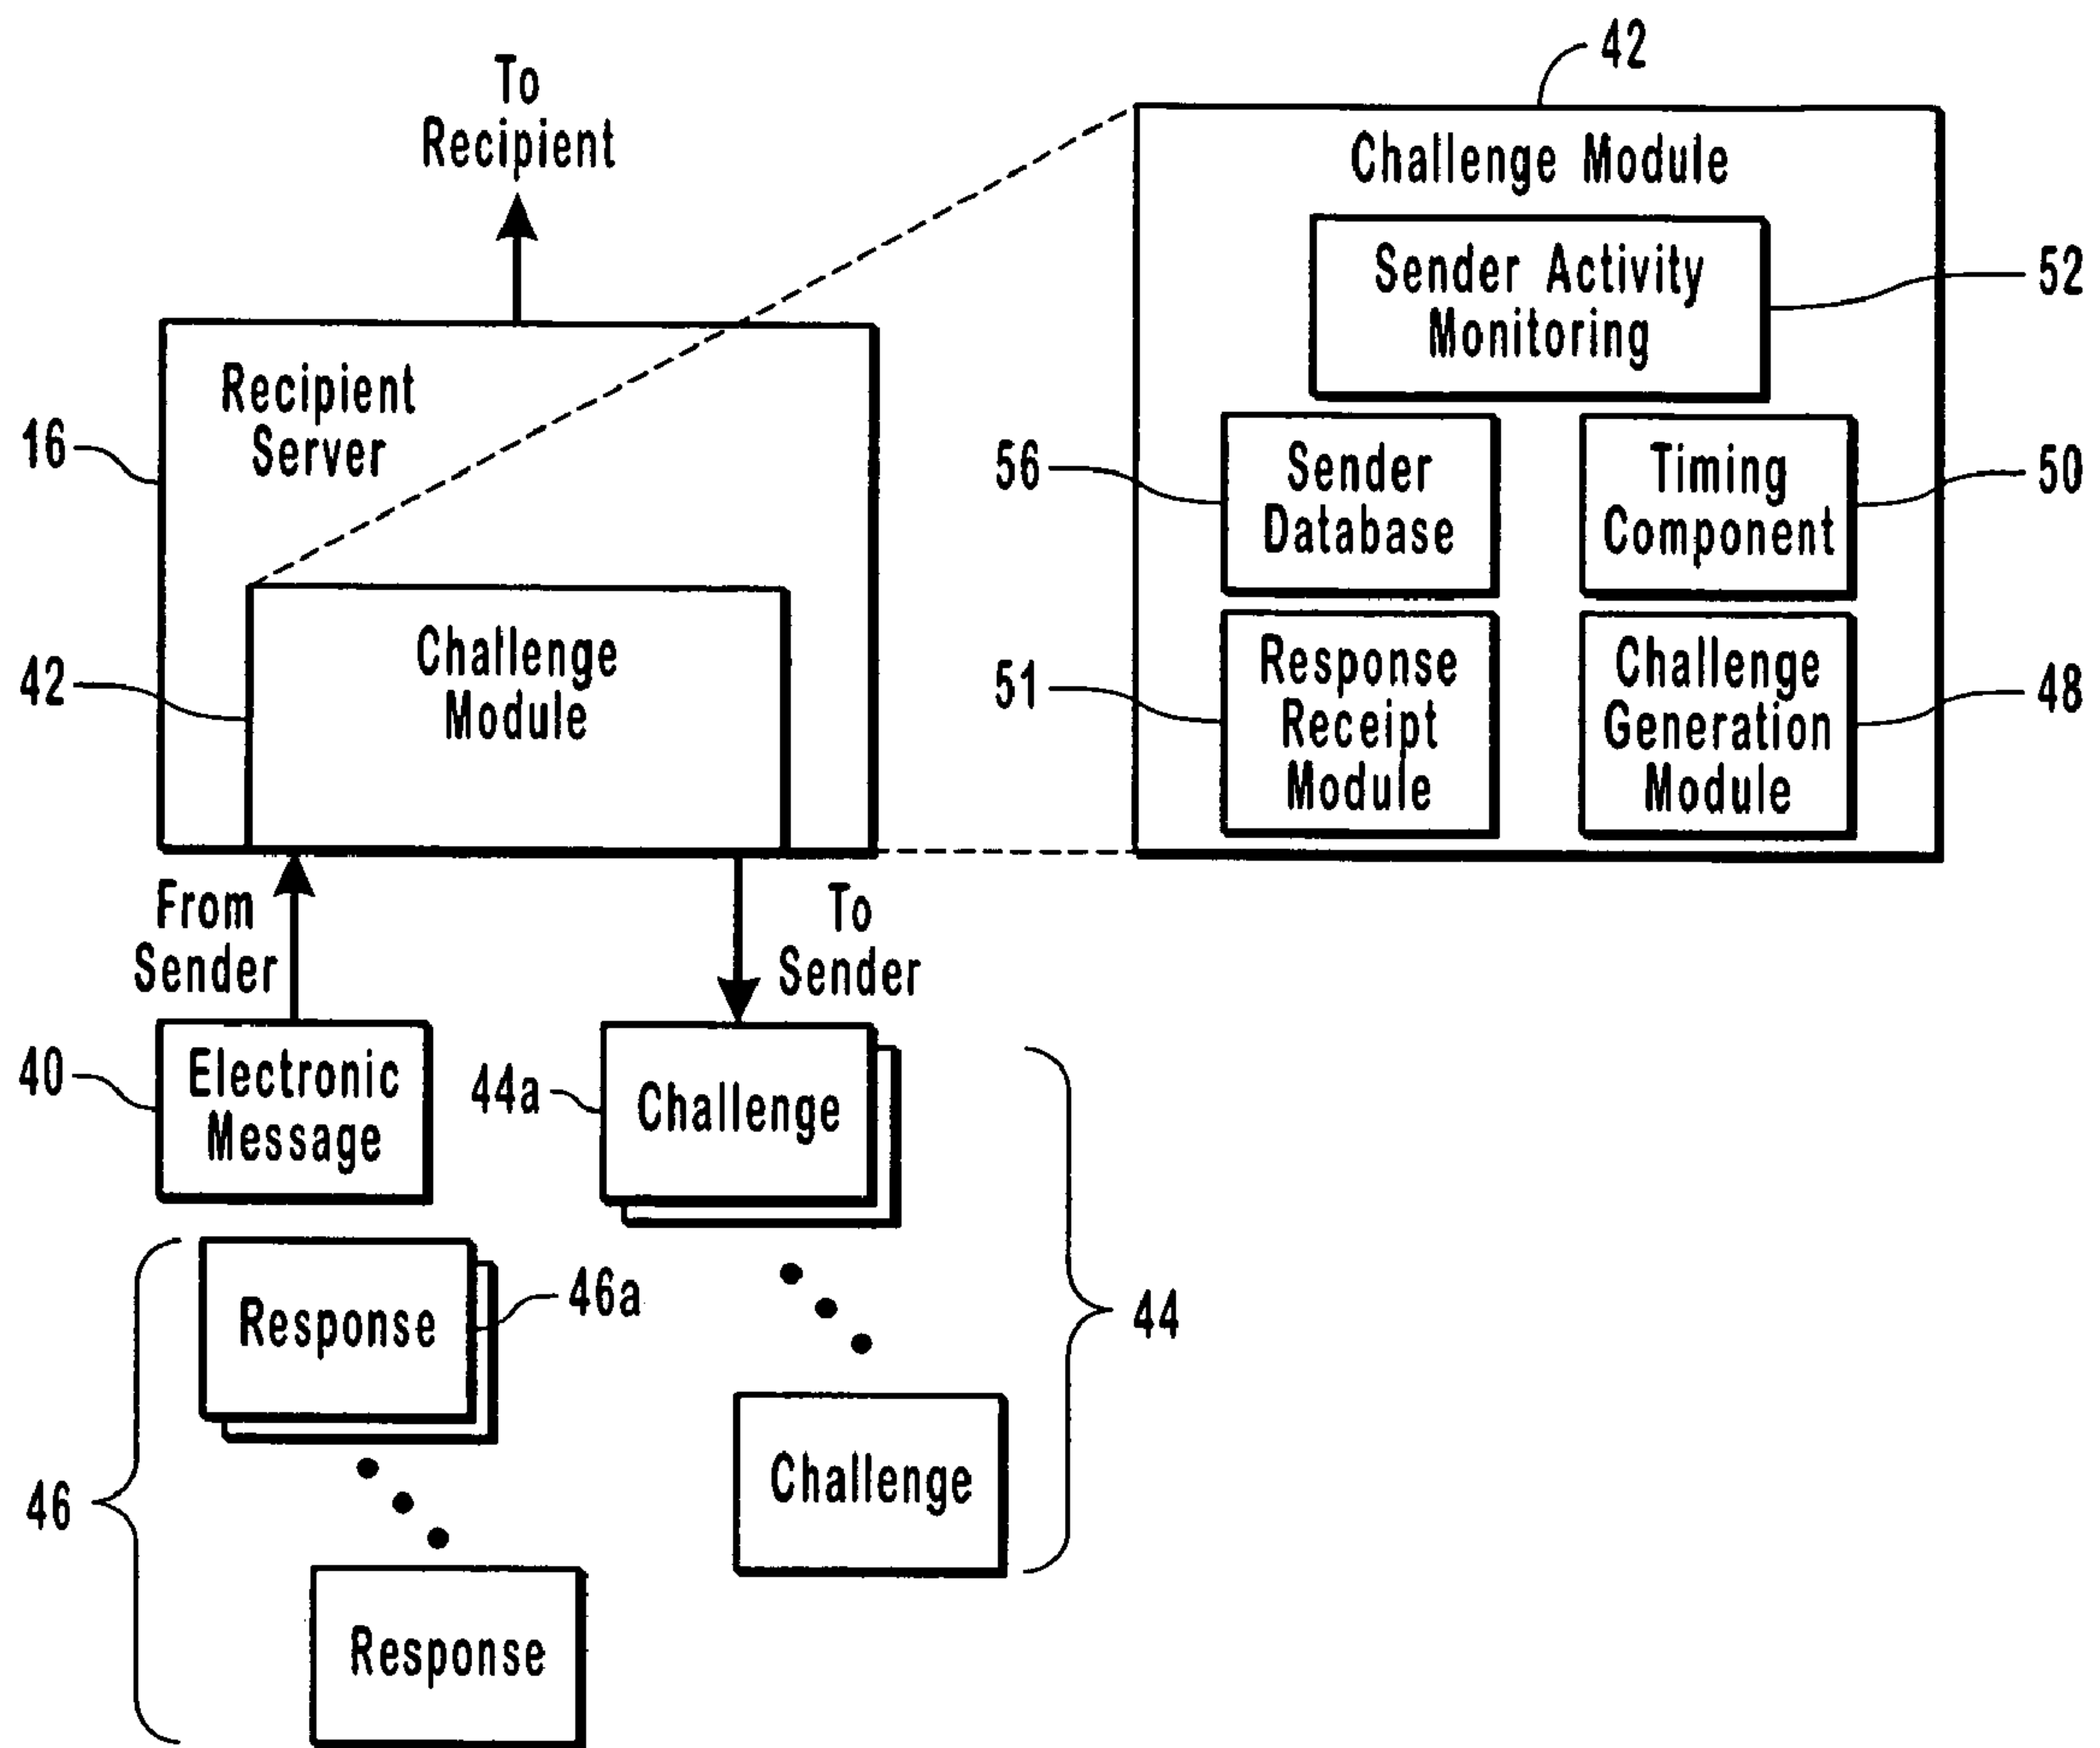 To
Recipient
Recipient
Server
16
Challenge
Module
42
From
Sender
To
Sender
40
Electronic
Message
44a
Challenge
44
Challenge
46
Response
46a
Response
42
Challenge Module
Sender Activity
Monitoring
52
56
Sender
Database
Timing
Component
50
51
Response
Receipt
Module
Challenge
Generation
Module
48